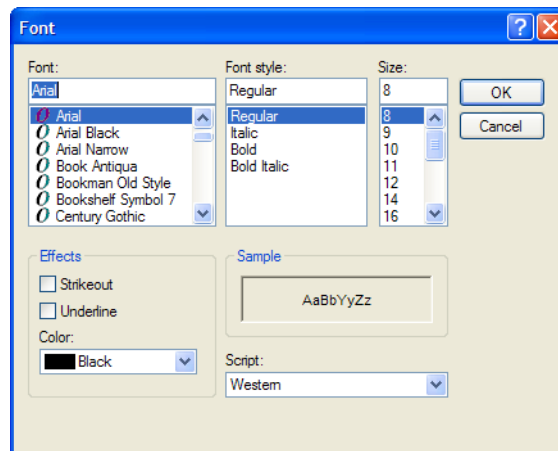 Font
Font:
Arial
Arial
Arial Black
Arial Narrow
Book Antiqua
Bookman Old Style
Bookshelf Symbol 7
Century Gothic
Font style:
Regular
Regular
Italic
Bold
Bold Italic
Size:
8
8
9
10
11
12
14
16
OK
Cancel
Effects
Strikeout
Underline
Color:
Black
Sample
AaBbYyZz
Script:
Western